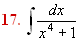 17. ∫ dx / (x⁴ + 1)